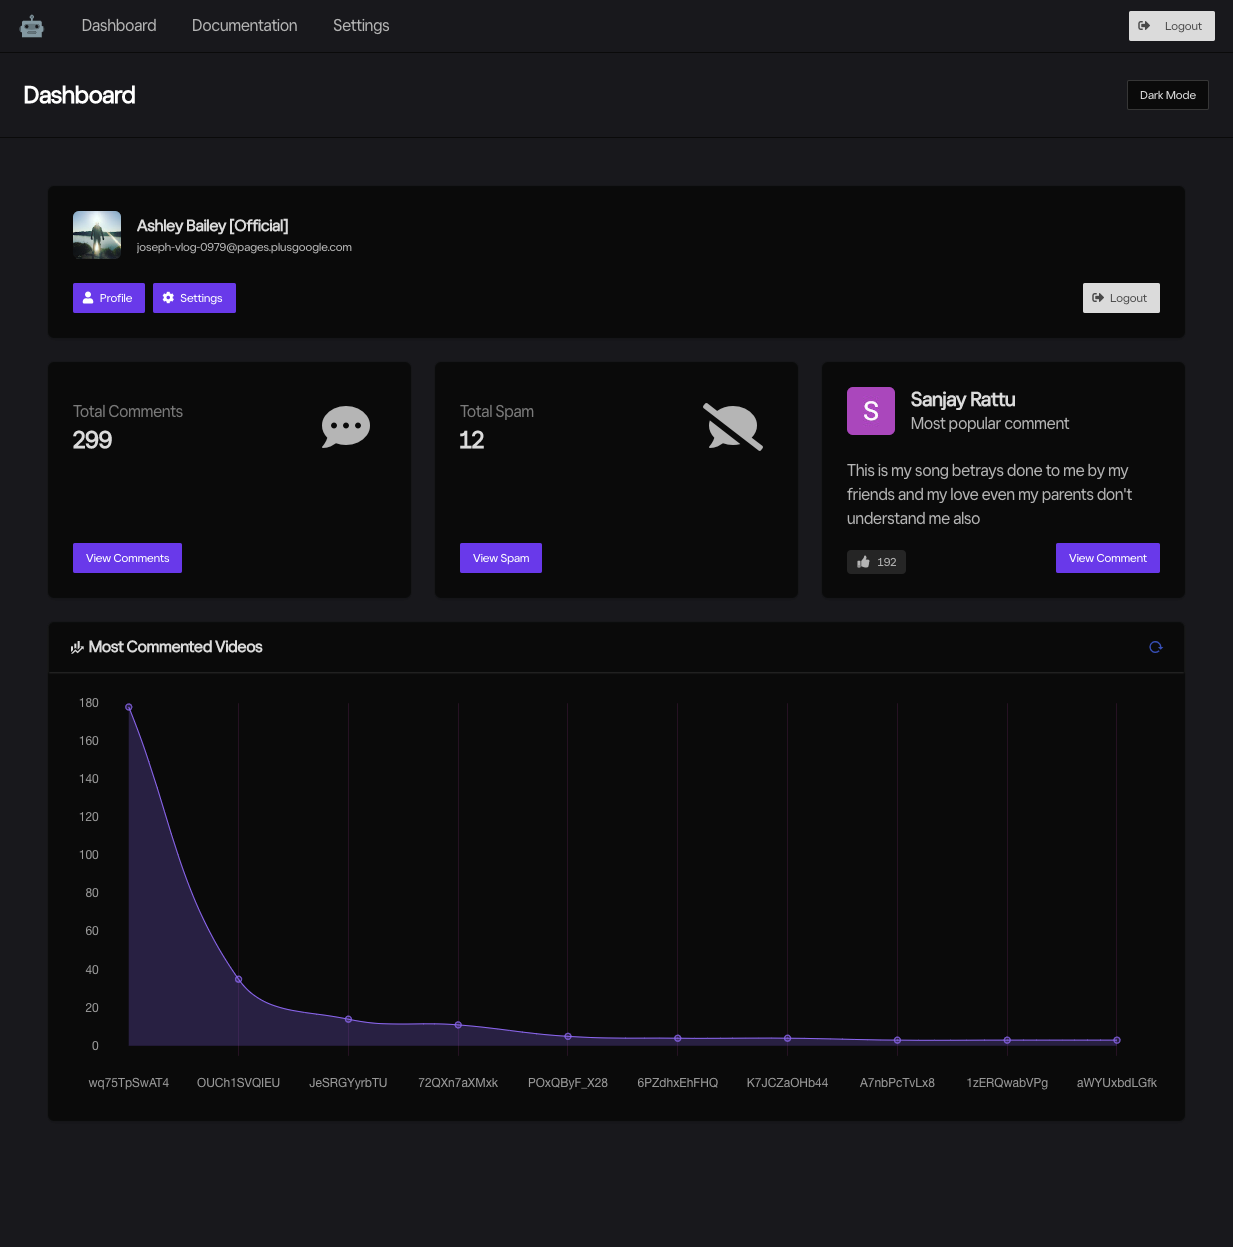 Dashboard Documentation Settings Logout
Dashboard Dark Mode
Ashley Bailey [Official]
joseph-vlog-0979@pages.plusgoogle.com
Profile Settings Logout
Total Comments
299
View Comments
Total Spam
12
View Spam
S
Sanjay Rattu
Most popular comment
This is my song betrays done to me by my
friends and my love even my parents don't
understand me also
192 View Comment
Most Commented Videos
180
160
140
120
100
80
60
40
20
0
wq75TpSwAT4 OUCh1SVQIEU JeSRGYyrbTU 72QXn7aXMxk POxQByF_X28 6PZdhxEhFHQ K7JCZaOHb44 A7nbPcTvLx8 1zERQwabVPg aWYUxbdLGfk